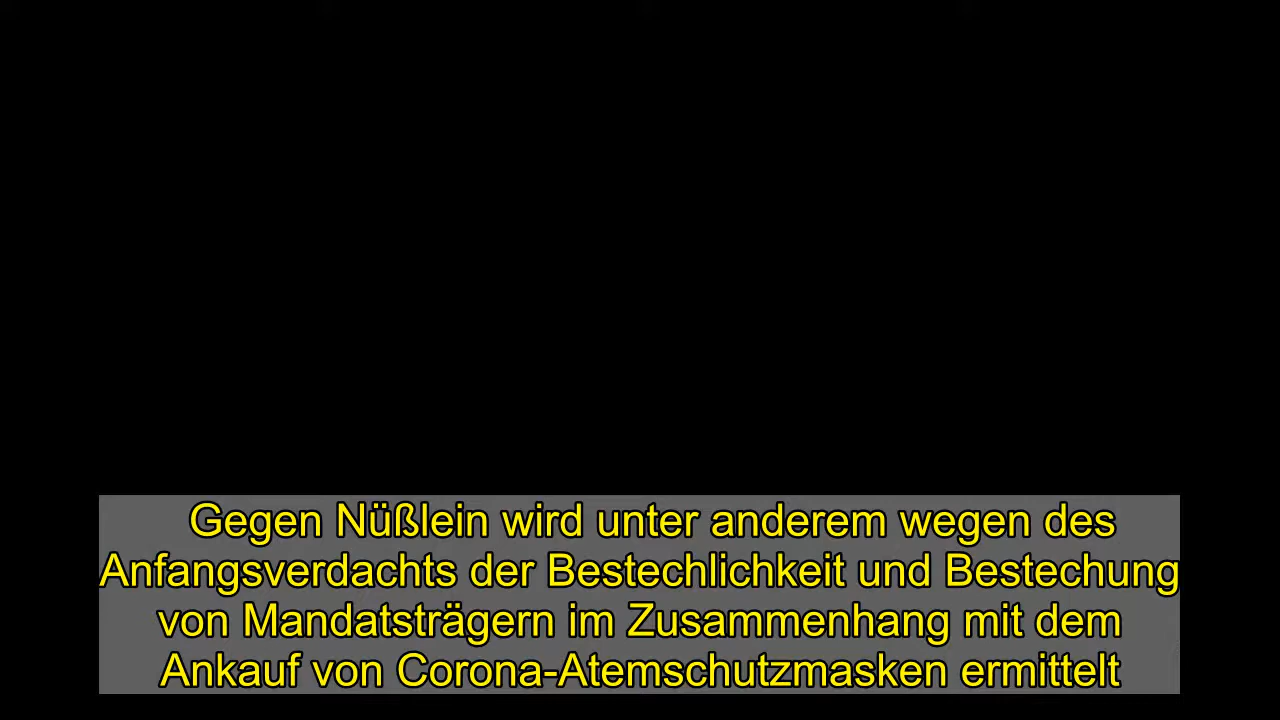 Gegen Nüßlein wird unter anderem wegen des
Anfangsverdachts der Bestechlichkeit und Bestechung
von Mandatsträgern im Zusammenhang mit dem
Ankauf von Corona-Atemschutzmasken ermittelt